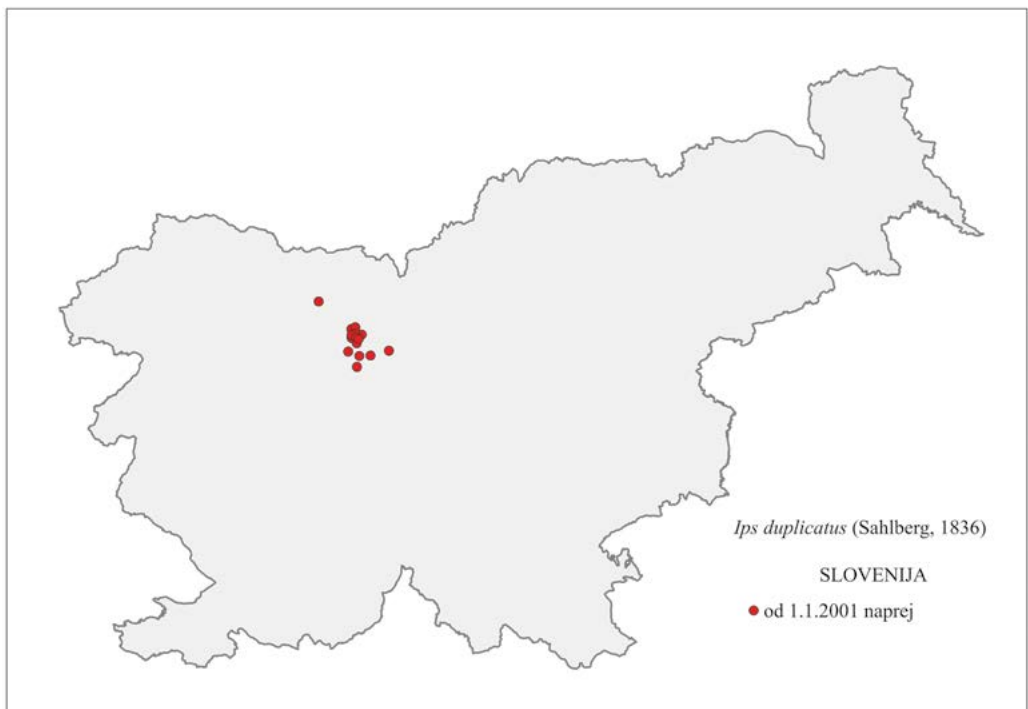 Ips duplicatus (Sahlberg, 1836)
SLOVENIJA
od 1.1.2001 naprej